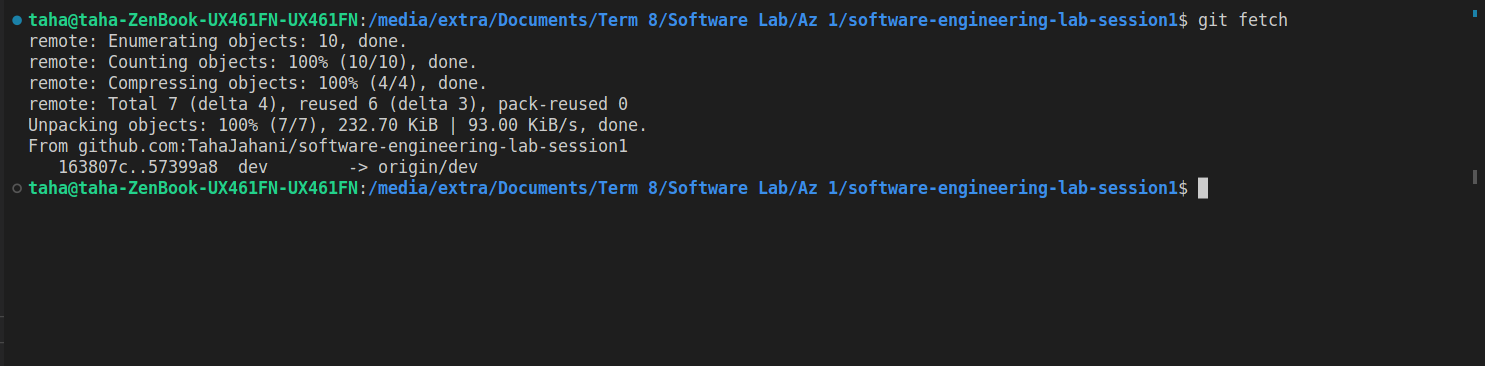 taha@taha-ZenBook-UX461FN-UX461FN:/media/extra/Documents/Term 8/Software Lab/Az 1/software-engineering-lab-session1$ git fetch
remote: Enumerating objects: 10, done.
remote: Counting objects: 100% (10/10), done.
remote: Compressing objects: 100% (4/4), done.
remote: Total 7 (delta 4), reused 6 (delta 3), pack-reused 0
Unpacking objects: 100% (7/7), 232.70 KiB | 93.00 KiB/s, done.
From github.com:TahaJahani/software-engineering-lab-session1
   163807c..57399a8  dev        -> origin/dev
taha@taha-ZenBook-UX461FN-UX461FN:/media/extra/Documents/Term 8/Software Lab/Az 1/software-engineering-lab-session1$